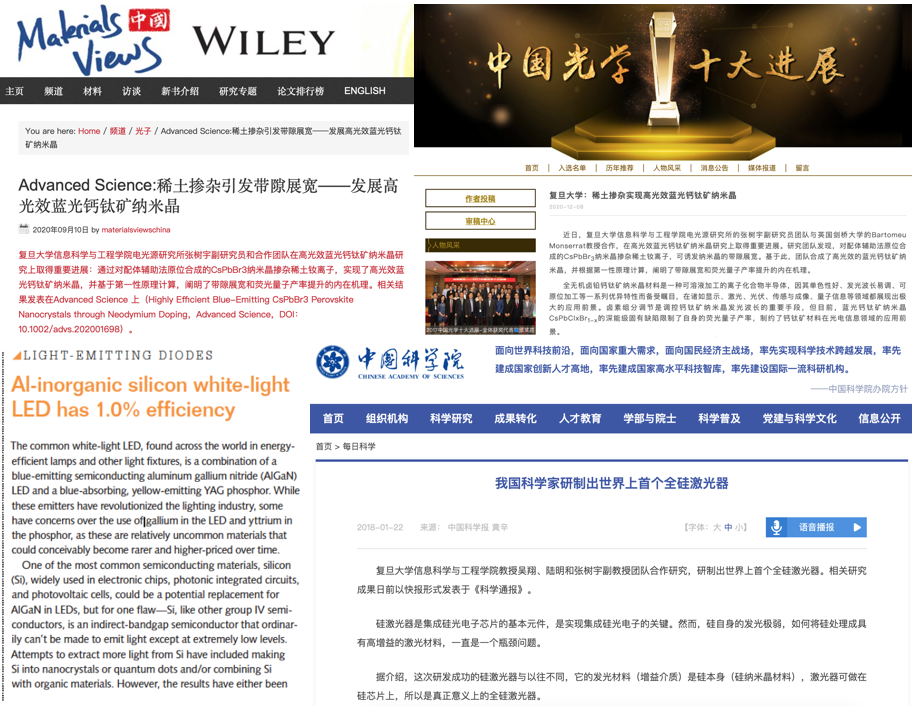 Materials Views 中國
WILEY
主页 频道 材料 访谈 新书介绍 研究专题 论文排行榜 ENGLISH
You are here: Home / 频道 / 光子 / Advanced Science:稀土掺杂引发带隙展宽——发展高光效蓝光钙钛
矿纳米晶
Advanced Science:稀土掺杂引发带隙展宽——发展高
光效蓝光钙钛矿纳米晶
2020年09月10日 by materialsviewschina
复旦大学信息科学与工程学院电光源研究所张树宇副研究员和合作团队在高光效蓝光钙钛矿纳米晶研
究上取得重要进展：通过对配体辅助法原位合成的CsPbBr3纳米晶掺杂稀土钕离子，实现了高光效蓝
光钙钛矿纳米晶，并基于第一性原理计算，阐明了带隙展宽和荧光量子产率提升的内在机理。相关结
果发表在Advanced Science 上（Highly Efficient Blue-Emitting CsPbBr3 Perovskite
Nanocrystals through Neodymium Doping，Advanced Science，DOI:
10.1002/advs.202001698）。
中国光学十大进展
首页 | 入选名单 | 历年推荐 | 人物风采 | 消息公告 | 媒体报道 | 留言
作者投稿
审稿中心
人物风采
2017中国光学十大进展-全体获奖代表颁奖典
复旦大学：稀土掺杂实现高光效蓝光钙钛矿纳米晶
2020-12-08
近日，复旦大学信息科学与工程学院电光源研究所的张树宇副研究员团队与英国剑桥大学的Bartomeu
Monserrat教授合作，在高光效蓝光钙钛矿纳米晶研究上取得重要进展。研究团队发现，对配体辅助法原位合
成的CsPbBr3纳米晶掺杂稀土钕离子，可诱发纳米晶的带隙展宽。基于此，团队合成了高光效的蓝光钙钛矿纳
米晶，并根据第一性原理计算，阐明了带隙展宽和荧光量子产率提升的内在机理。
全无机卤铅钙钛矿纳米晶材料是一种可溶液加工的离子化合物半导体，因其单色性好、发光波长易调、可
原位加工等一系列优异特性而备受瞩目，在诸如显示、激光、光伏、传感与成像、量子信息等领域都展现出极
大的应用前景。卤素组分调节是调控钙钛矿纳米晶发光波长的重要手段，但目前，蓝光钙钛矿纳米晶
CsPbClxBr1-x的深能级固有缺陷限制了自身的荧光量子产率，制约了钙钛矿材料在光电信息领域的应用前
景。
LIGHT-EMITTING DIODES
Al-inorganic silicon white-light
LED has 1.0% efficiency
The common white-light LED, found across the world in energy-
efficient lamps and other light fixtures, is a combination of a
blue-emitting semiconducting aluminum gallium nitride (AlGaN)
LED and a blue-absorbing, yellow-emitting YAG phosphor. While
these emitters have revolutionized the lighting industry, some
have concerns over the use of gallium in the LED and yttrium in
the phosphor, as these are relatively uncommon materials that
could conceivably become rarer and higher-priced over time.
One of the most common semiconducting materials, silicon
(Si), widely used in electronic chips, photonic integrated circuits,
and photovoltaic cells, could be a potential replacement for
AlGaN in LEDs, but for one flaw—Si, like other group IV semi-
conductors, is an indirect-bandgap semiconductor that ordinar-
ily can't be made to emit light except at extremely low levels.
Attempts to extract more light from Si have included making
Si into nanocrystals or quantum dots and/or combining Si
with organic materials. However, the results have either been
中国科学院
CHINESE ACADEMY OF SCIENCES
面向世界科技前沿，面向国家重大需求，面向国民经济主战场，率先实现科学技术跨越发展，率先
建成国家创新人才高地，率先建成国家高水平科技智库，率先建设国际一流科研机构。
——中国科学院办院方针
首页 组织机构 科学研究 成果转化 人才教育 学部与院士 科学普及 党建与科学文化 信息公开
首页 > 每日科学
我国科学家研制出世界上首个全硅激光器
2018-01-22 来源： 中国科学报 黄辛 【字体：大 中 小】 语音播报
复旦大学信息科学与工程学院教授吴翔、陆明和张树宇副教授团队合作研究，研制出世界上首个全硅激光器。相关研究
成果日前以快报形式发表于《科学通报》。
硅激光器是集成硅光电子芯片的基本元件，是实现集成硅光电子的关键。然而，硅自身的发光极弱，如何将硅处理成具
有高增益的激光材料，一直是一个瓶颈问题。
据介绍，这次研发成功的硅激光器与以往不同，它的发光材料（增益介质）是硅本身（硅纳米晶材料），激光器可做在
硅芯片上，所以是真正意义上的全硅激光器。